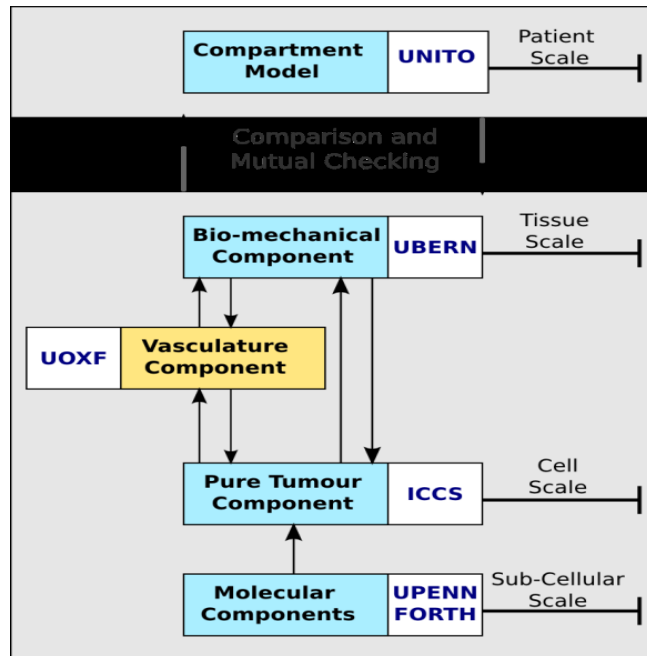 Compartment
Model
UNITO
Patient
Scale
Comparison and
Mutual Checking
Bio-mechanical
Component
UBERN
Tissue
Scale
UOXF
Vasculature
Component
Pure Tumour
Component
ICCS
Cell
Scale
Molecular
Components
UPENN
FORTH
Sub-Cellular
Scale